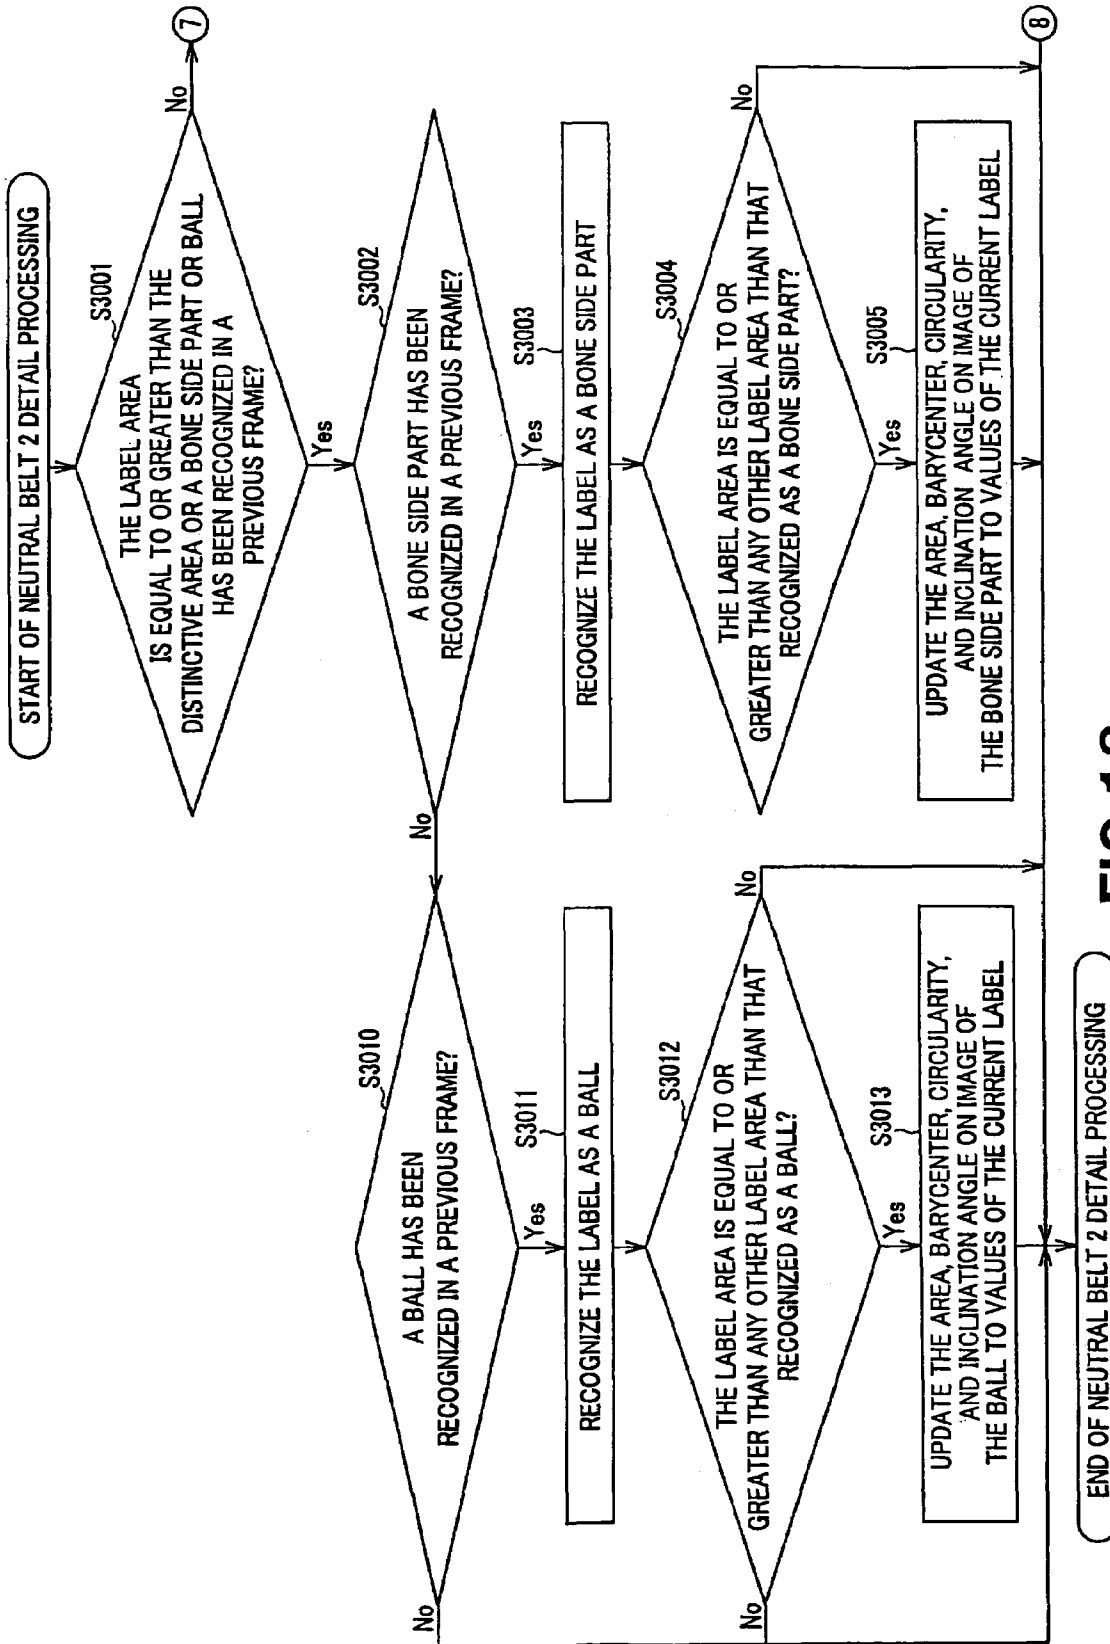 START OF NEUTRAL BELT 2 DETAIL PROCESSING
S3001
THE LABEL AREA
IS EQUAL TO OR GREATER THAN THE
DISTINCTIVE AREA OR A BONE SIDE PART OR BALL
HAS BEEN RECOGNIZED IN A
PREVIOUS FRAME?
No
7
Yes
S3002
A BONE SIDE PART HAS BEEN
RECOGNIZED IN A PREVIOUS FRAME?
No
Yes
S3003
RECOGNIZE THE LABEL AS A BONE SIDE PART
S3004
THE LABEL AREA IS EQUAL TO OR
GREATER THAN ANY OTHER LABEL AREA THAN THAT
RECOGNIZED AS A BONE SIDE PART?
No
Yes
S3005
UPDATE THE AREA, BARYCENTER, CIRCULARITY,
AND INCLINATION ANGLE ON IMAGE OF
THE BONE SIDE PART TO VALUES OF THE CURRENT LABEL
8
S3010
A BALL HAS BEEN
RECOGNIZED IN A PREVIOUS FRAME?
No
Yes
S3011
RECOGNIZE THE LABEL AS A BALL
S3012
THE LABEL AREA IS EQUAL TO OR
GREATER THAN ANY OTHER LABEL AREA THAN THAT
RECOGNIZED AS A BALL?
No
No
Yes
S3013
UPDATE THE AREA, BARYCENTER, CIRCULARITY,
AND INCLINATION ANGLE ON IMAGE OF
THE BALL TO VALUES OF THE CURRENT LABEL
END OF NEUTRAL BELT 2 DETAIL PROCESSING